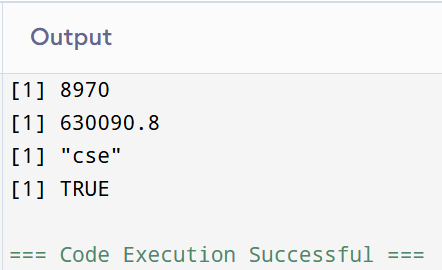 Output
[1] 8970
[1] 630090.8
[1] "cse"
[1] TRUE
=== Code Execution Successful ===